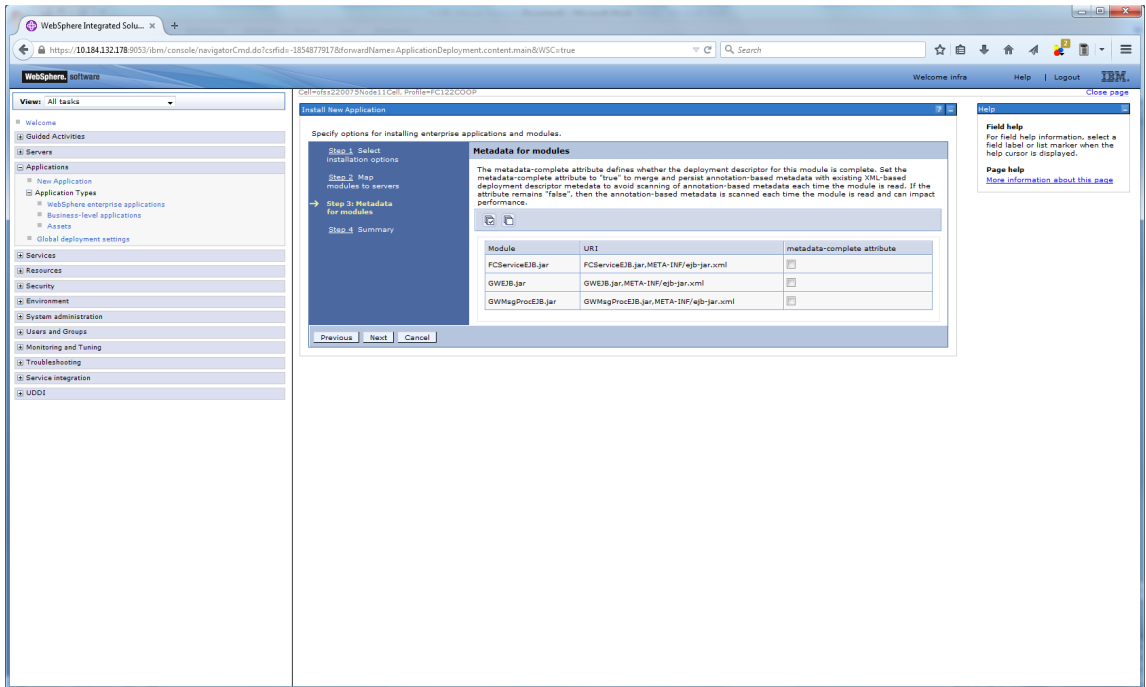 WebSphere Integrated Solu... × +
https://10.184.132.178:9053/ibm/console/navigatorCmd.do?csrfid=-1854877917&forwardName=ApplicationDeployment.content.main&WSC=true
Search
2
WebSphere. software
Welcome infra
Help | Logout
IBM.
View: All tasks
Cell=ofss220075Node11Cell, Profile=FC122COOP
Close page
Welcome
Guided Activities
Servers
Applications
New Application
Application Types
WebSphere enterprise applications
Business-level applications
Assets
Global deployment settings
Services
Resources
Security
Environment
System administration
Users and Groups
Monitoring and Tuning
Troubleshooting
Service integration
UDDI
Install New Application ? -
Specify options for installing enterprise applications and modules.
Step 1 Select
installation options
Step 2 Map
modules to servers
Step 3: Metadata
for modules
Step 4 Summary
Metadata for modules
The metadata-complete attribute defines whether the deployment descriptor for this module is complete. Set the
metadata-complete attribute to "true" to merge and persist annotation-based metadata with existing XML-based
deployment descriptor metedata to avoid scanning of annotation-based metadata each time the module is read. If the
attribute remains "false", then the annotation-based metadata is scanned each time the module is read and can impact
performance.
Module URI metadata-complete attribute
FCServiceEJB.jar FCServiceEJB.jar,META-INF/ejb-jar.xml
GWEJB.jar GWEJB.jar,META-INF/ejb-jar.xml
GWMsgProcEJB.jar GWMsgProcEJB.jar,META-INF/ejb-jar.xml
Previous Next Cancel
Help -
Field help
For field help information, select a
field label or list marker when the
help cursor is displayed.
Page help
More information about this page